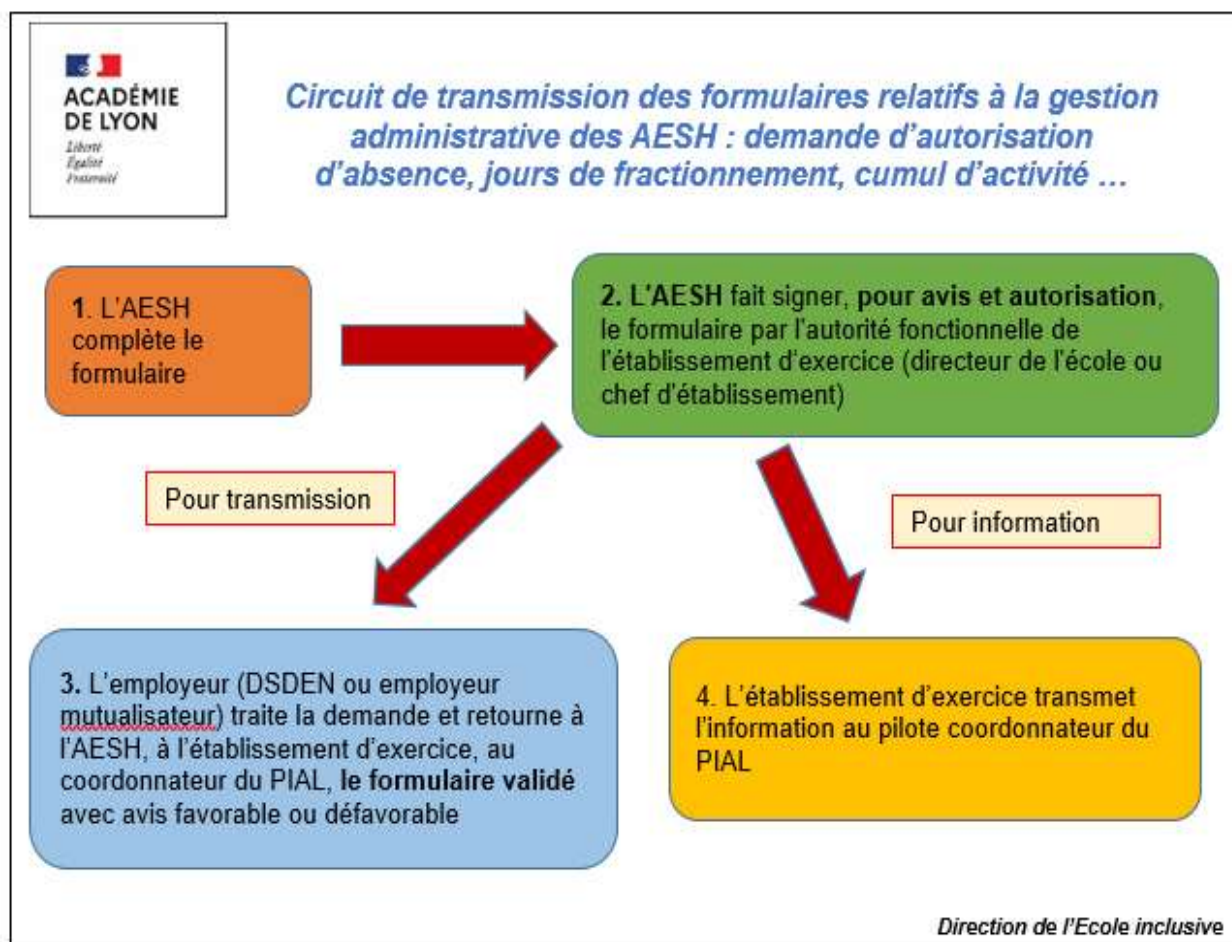 ACADÉMIE
DE LYON
Liberté
Égalité
Fraternité
Circuit de transmission des formulaires relatifs à la gestion
administrative des AESH : demande d'autorisation
d'absence, jours de fractionnement, cumul d'activité ...
1. L'AESH
complète le
formulaire
2. L'AESH fait signer, pour avis et autorisation,
le formulaire par l'autorité fonctionnelle de
l'établissement d'exercice (directeur de l'école ou
chef d'établissement)
Pour transmission
Pour information
3. L'employeur (DSDEN ou employeur
mutualisateur) traite la demande et retourne à
l'AESH, à l'établissement d'exercice, au
coordonnateur du PIAL, le formulaire validé
avec avis favorable ou défavorable
4. L'établissement d'exercice transmet
l'information au pilote coordonnateur du
PIAL
Direction de l'Ecole inclusive